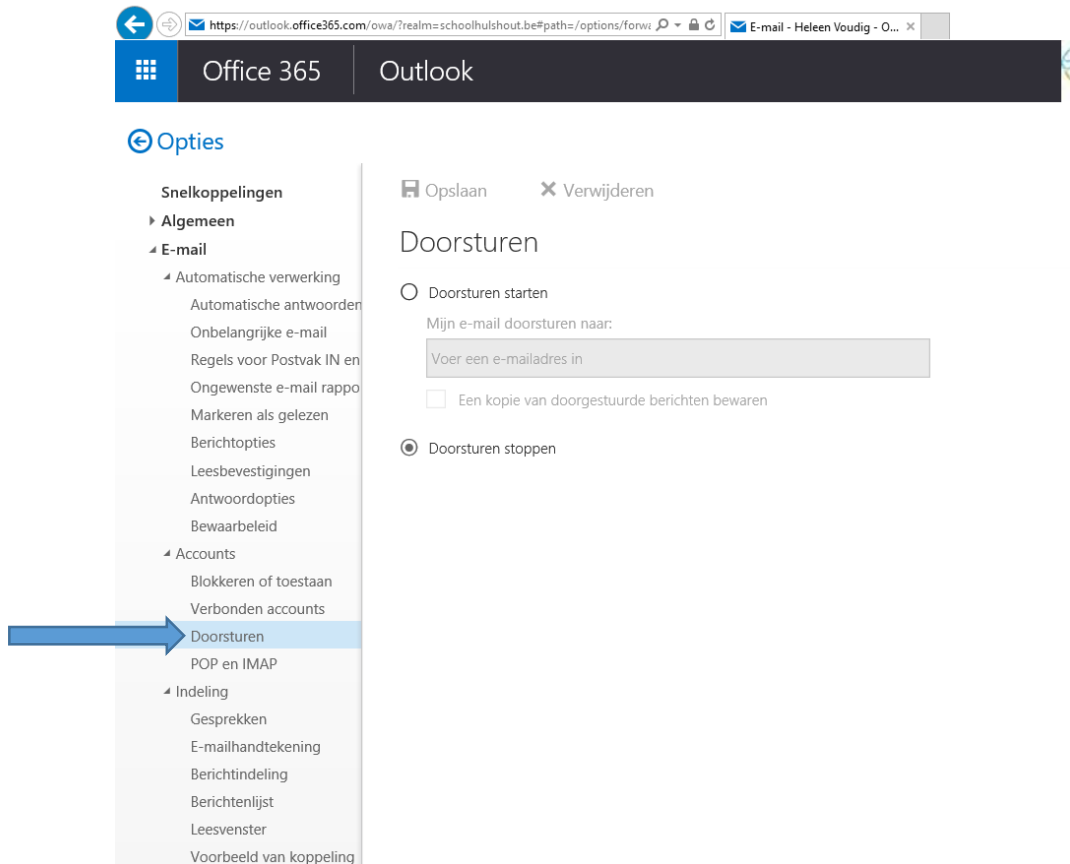 https://outlook.office365.com/owa/?realm=schoolhulshout.be#path=/options/forw
E-mail - Heleen Voudig - O...
Office 365
Outlook
Opties
Snelkoppelingen
Algemeen
E-mail
Automatische verwerking
Automatische antwoorden
Onbelangrijke e-mail
Regels voor Postvak IN en
Ongewenste e-mail rappo
Markeren als gelezen
Berichtopties
Leesbevestigingen
Antwoordopties
Bewaarbeleid
Accounts
Blokkeren of toestaan
Verbonden accounts
Doorsturen
POP en IMAP
Indeling
Gesprekken
E-mailhandtekening
Berichtindeling
Berichtenlijst
Leesvenster
Voorbeeld van koppeling
Opslaan
Verwijderen
Doorsturen
Doorsturen starten
Mijn e-mail doorsturen naar:
Voer een e-mailadres in
Een kopie van doorgestuurde berichten bewaren
Doorsturen stoppen